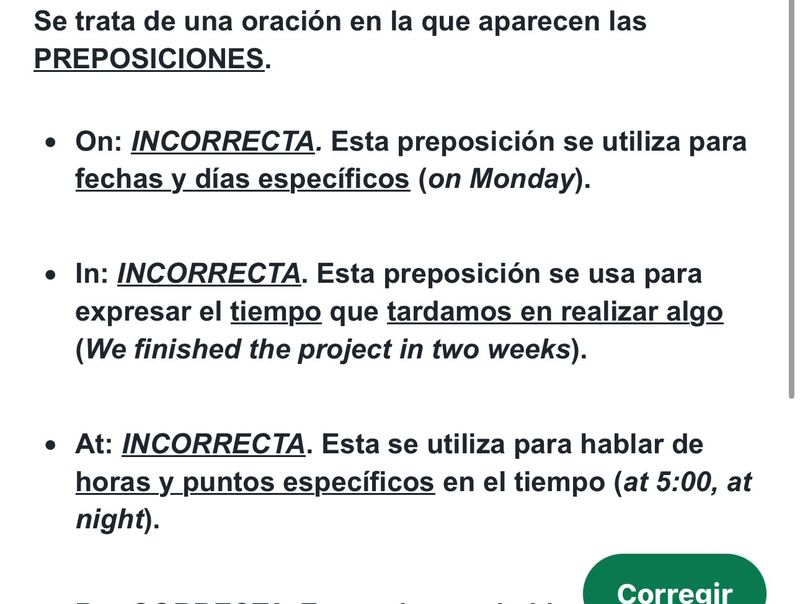 Se trata de una oración en la que aparecen las
PREPOSICIONES.
On: INCORRECTA. Esta preposición se utiliza para
fechas y días específicos (on Monday).
In: INCORRECTA. Esta preposición se usa para
expresar el tiempo que tardamos en realizar algo
(We finished the project in two weeks).
At: INCORRECTA. Esta se utiliza para hablar de
horas y puntos específicos en el tiempo (at 5:00, at
night).
Corregir